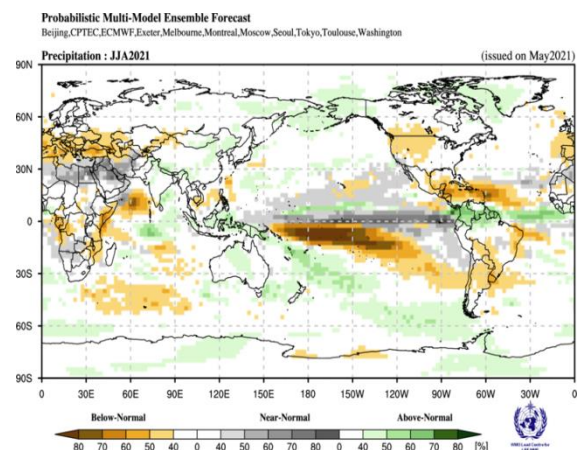 Probabilistic Multi-Model Ensemble Forecast
Beijing,CPTEC,ECMWF,Exeter,Melbourne,Montreal,Moscow,Seoul,Tokyo,Toulouse,Washington
Precipitation : JJA2021 (issued on May2021)
90N
60N
30N
0
30S
60S
90S
0 30E 60E 90E 120E 150E 180 150W 120W 90W 60W 30W 0
Below-Normal Near-Normal Above-Normal
80 70 60 50 40 0 40 50 60 70 80 0 40 50 60 70 80 [%]